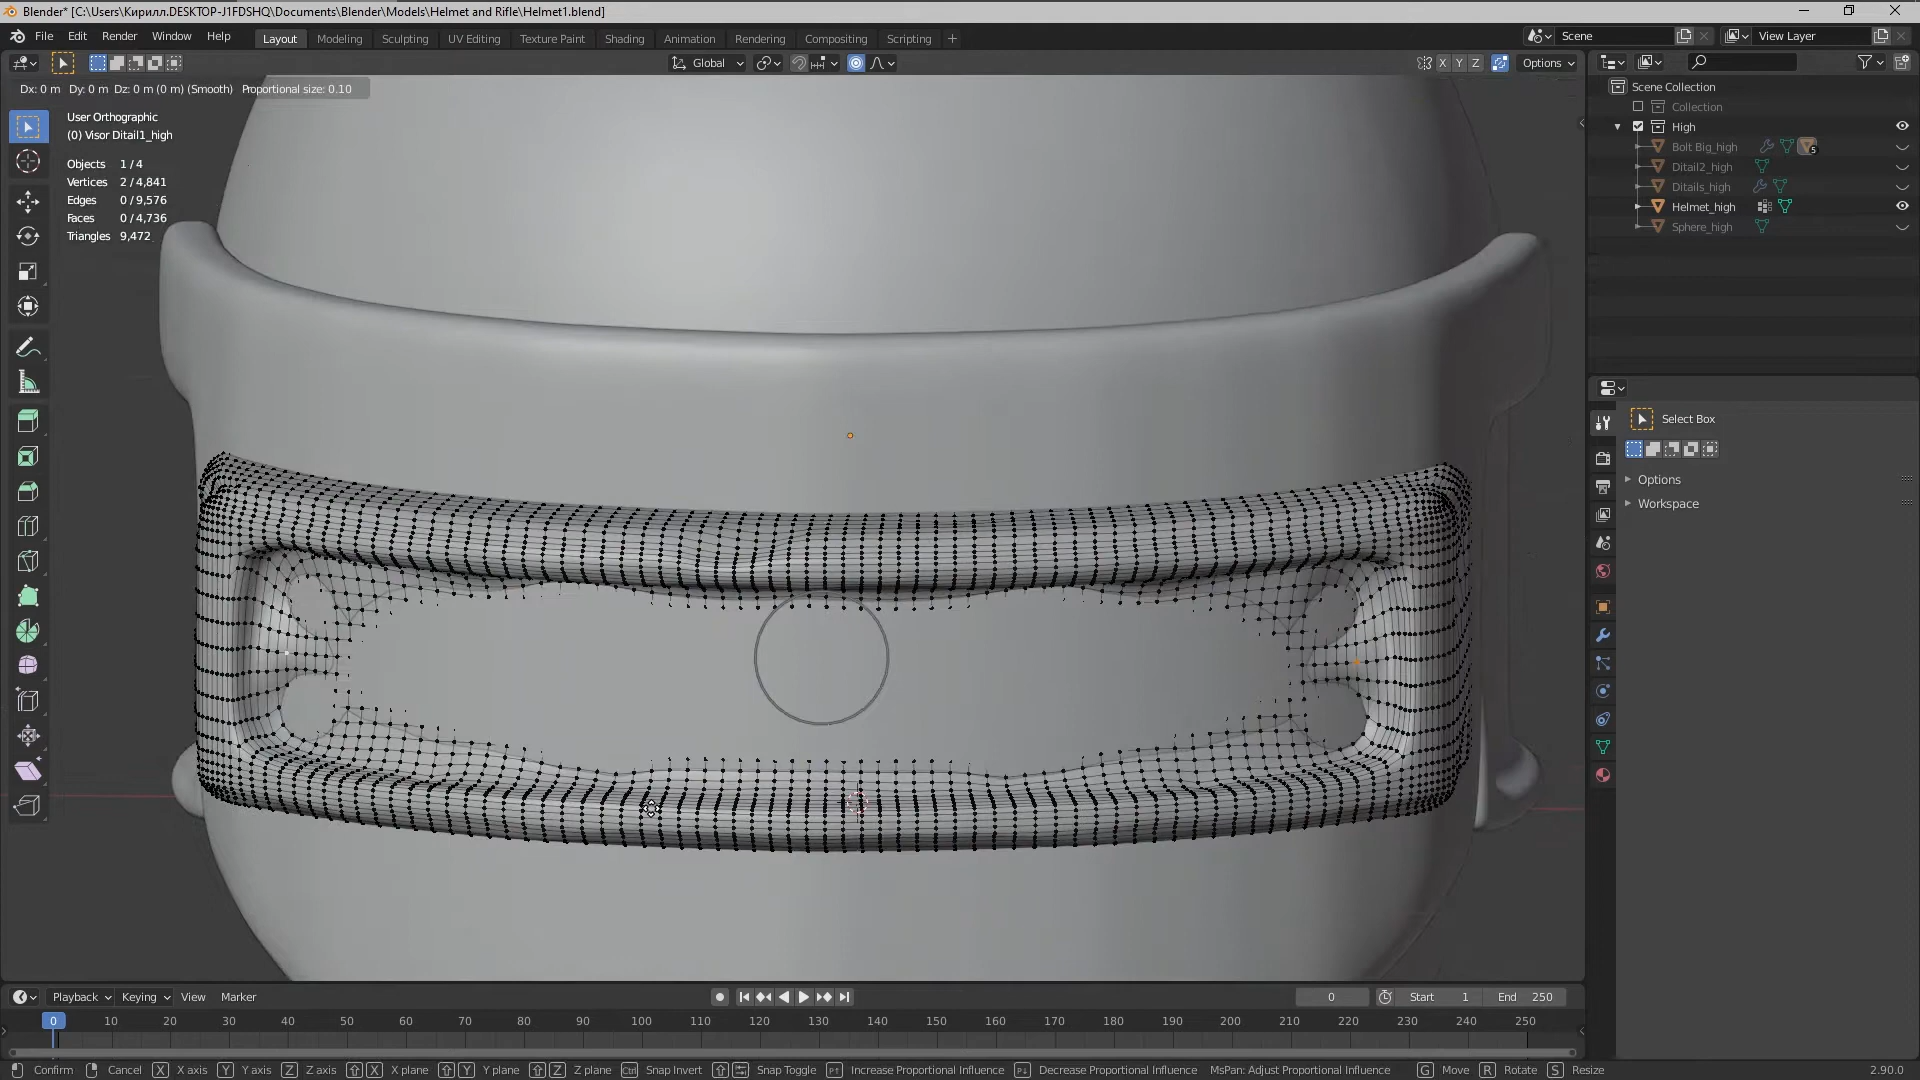 Blender* [C:\Users\Кирилл.DESKTOP-J1FDSHQ\Documents\Blender\Models\Helmet and Rifle\Helmet1.blend]
File Edit Render Window Help Layout Modeling Sculpting UV Editing Texture Paint Shading Animation Rendering Compositing Scripting Scene View Layer
Global X Y Z Options
Dx: 0 m Dy: 0 m Dz: 0 m (0 m) (Smooth) Proportional size: 0.10
User Orthographic
(0) Visor Ditail1_high
Objects 1 / 4
Vertices 2 / 4,841
Edges 0 / 9,576
Faces 0 / 4,736
Triangles 9,472
Scene Collection
Collection
High
Bolt Big_high 5
Ditail2_high
Ditails_high
Helmet_high
Sphere_high
Select Box
Options
Workspace
Playback Keying View Marker 0 Start 1 End 250
0 10 20 30 40 50 60 70 80 90 100 110 120 130 140 150 160 170 180 190 200 210 220 230 240 250
Confirm Cancel X X axis Y Y axis Z Z axis X X plane Y Y plane Z Z plane Ctrl Snap Invert Snap Toggle Increase Proportional Influence Decrease Proportional Influence MsPan: Adjust Proportional Influence G Move R Rotate S Resize 2.90.0